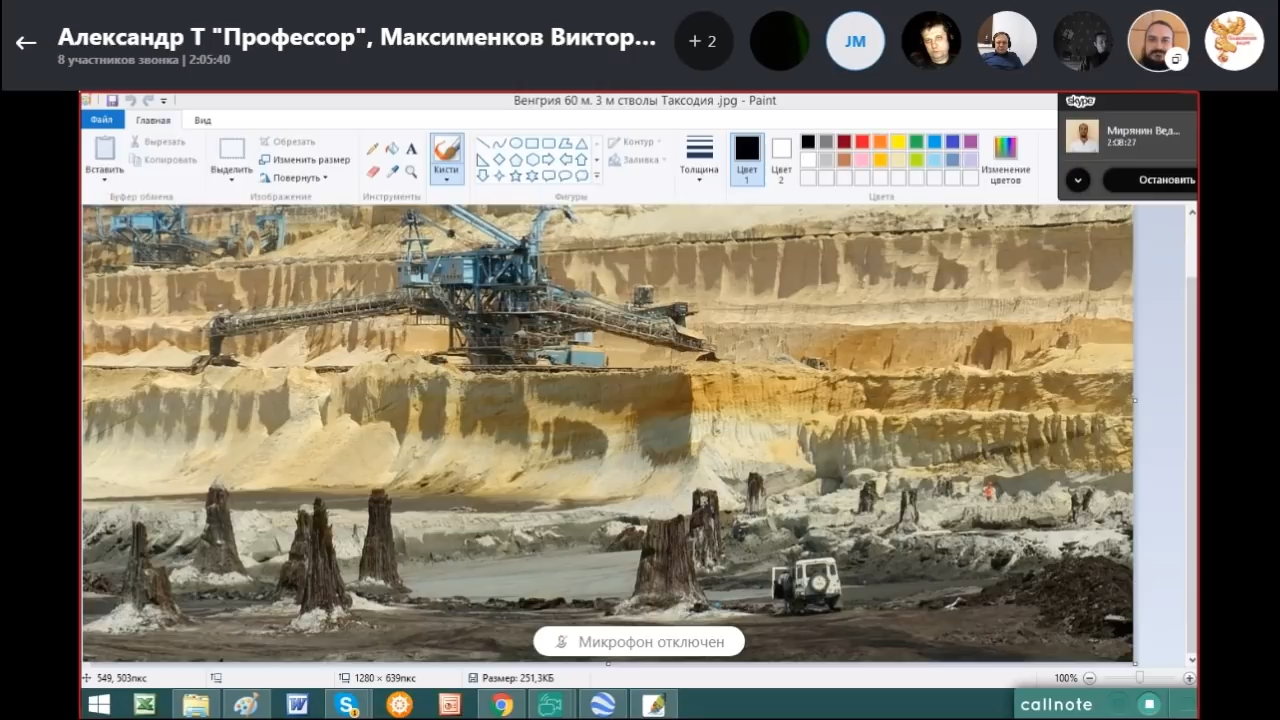 Александр Т "Профессор", Максименков Виктор...
8 участников звонка | 2:05:40
+ 2
JM
Венгрия 60 м. 3 м стволы Таксодия .jpg - Paint
skype
Файл
Главная
Вид
Мирянин Вед...
2:08:27
Остановить
Вставить
Вырезать
Копировать
Буфер обмена
Выделить
Обрезать
Изменить размер
Повернуть
Изображение
Инструменты
Кисти
Фигуры
Контур
Заливка
Толщина
Цвет 1
Цвет 2
Изменение цветов
Цвета
Микрофон отключен
549, 503пкс
1280 × 639пкс
Размер: 251,3КБ
100%
callnote